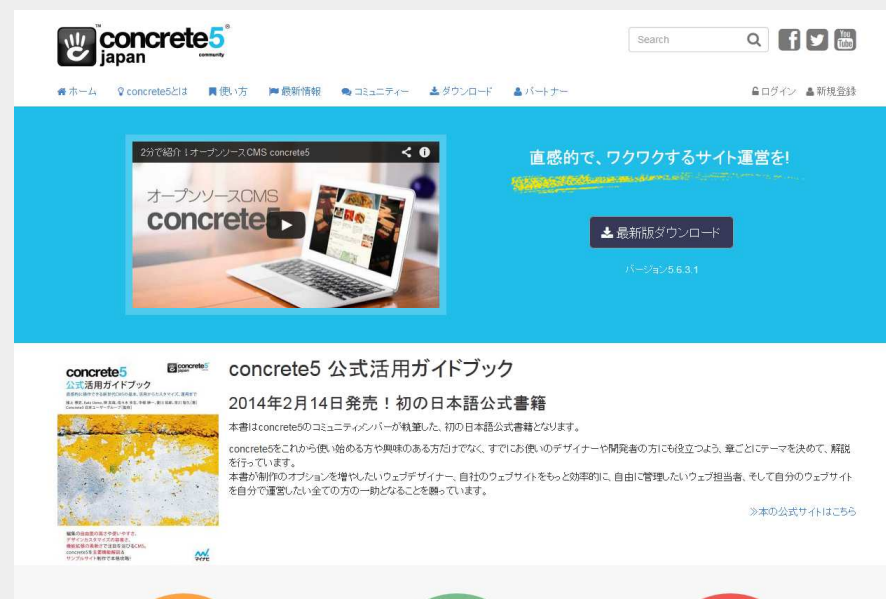 concrete5
japan
community
Search
You
Tube
ホーム concrete5とは 使い方 最新情報 コミュニティー ダウンロード パートナー ログイン 新規登録
2分で紹介！オープンソースCMS concrete5
オープンソースCMS
concrete5
直感的で、ワクワクするサイト運営を!
最新版ダウンロード
バージョン5.6.3.1
concrete5
公式活用ガイドブック
concrete5
japan
concrete5 公式活用ガイドブック
2014年2月14日発売！初の日本語公式書籍
本書はconcrete5のコミュニティメンバーが執筆した、初の日本語公式書籍となります。
concrete5をこれから使い始める方や興味のある方だけでなく、すでにお使いのデザイナーや開発者の方にも役立つよう、章ごとにテーマを決めて、解説
を行っています。
本書が制作のオプションを増やしたいウェブデザイナー、自社のウェブサイトをもっと効率的に、自由に管理したいウェブ担当者、そして自分のウェブサイト
を自分で運営したい全ての方の一助となることを願っています。
≫本の公式サイトはこちら
マイナビ